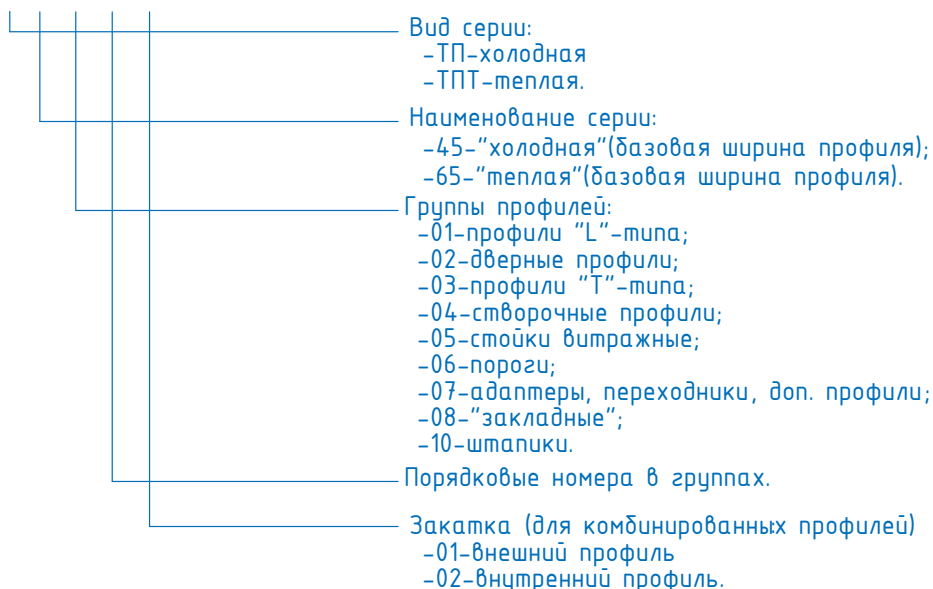 Вид серии:
-ТП-холодная
-ТПТ-теплая.
Наименование серии:
-45-"холодная"(базовая ширина профиля);
-65-"теплая"(базовая ширина профиля).
Группы профилей:
-01-профили "L"-типа;
-02-дверные профили;
-03-профили "Т"-типа;
-04-створочные профили;
-05-стойки витражные;
-06-пороги;
-07-адаптеры, переходники, доп. профили;
-08-"закладные";
-10-штапики.
Порядковые номера в группах.
Закатка (для комбинированных профилей)
-01-внешний профиль
-02-внутренний профиль.